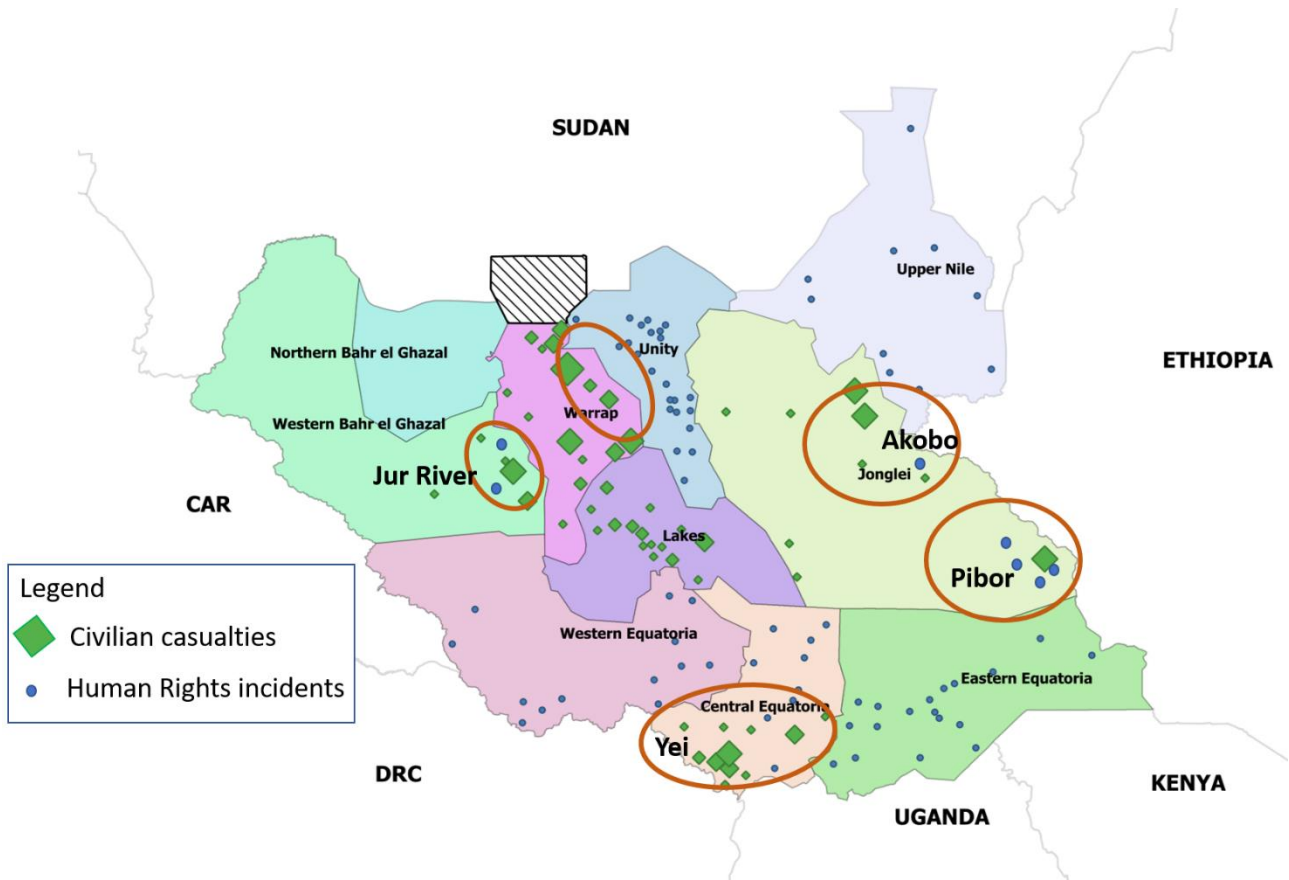 SUDAN
Upper Nile
ETHIOPIA
Northern Bahr el Ghazal
Unity
Warrap
Western Bahr el Ghazal
Akobo
Jur River
Jonglei
CAR
Lakes
Pibor
Legend
Civilian casualties
Human Rights incidents
Western Equatoria
Eastern Equatoria
Central Equatoria
Yei
DRC
KENYA
UGANDA